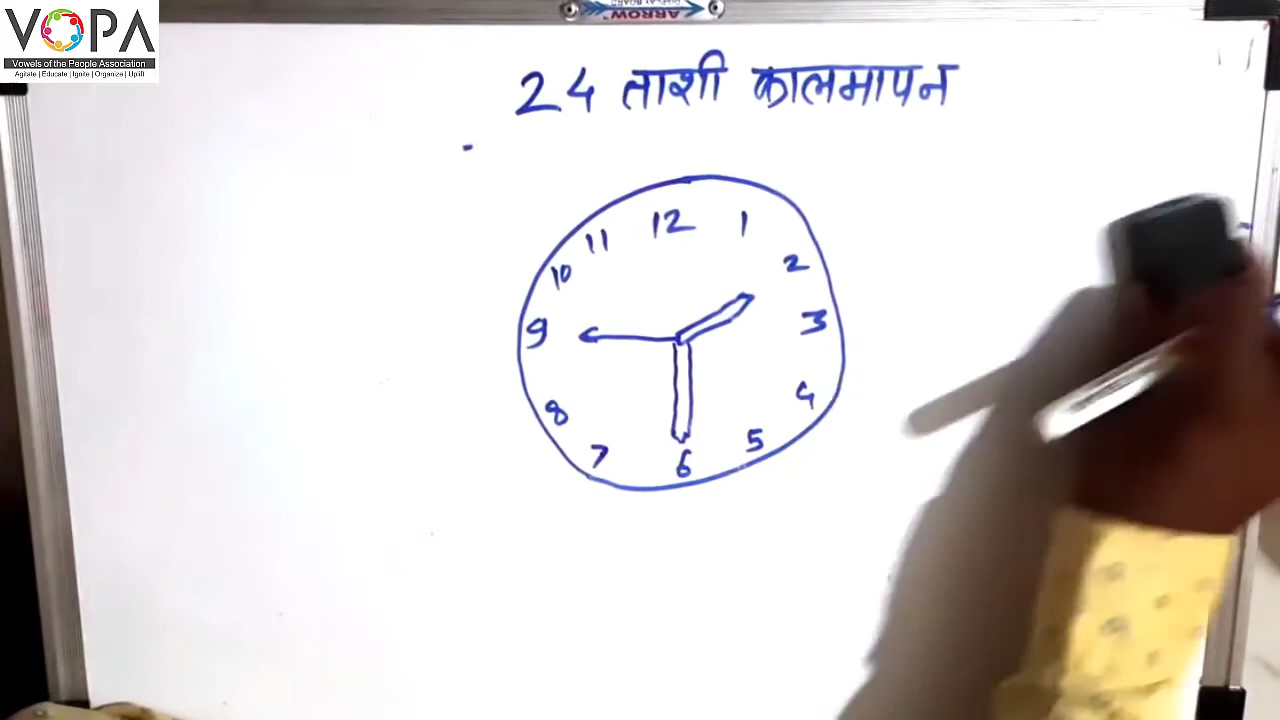 VOPA
Vowels of the People Association
Agitate | Educate | Ignite | Organize | Uplift
ARROW
24 ताशी कालमापन
12
1
2
3
4
5
6
7
8
9
10
11